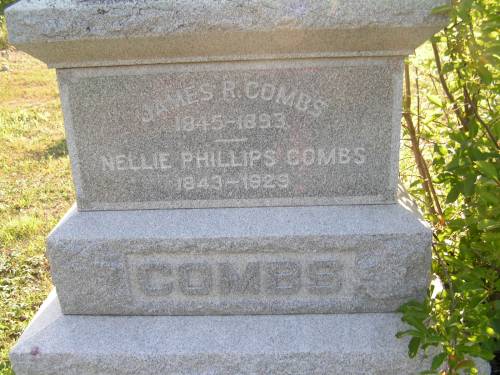 JAMES R. COMBS
1845-1893
NELLIE PHILLIPS COMBS
1843-1929
COMBS